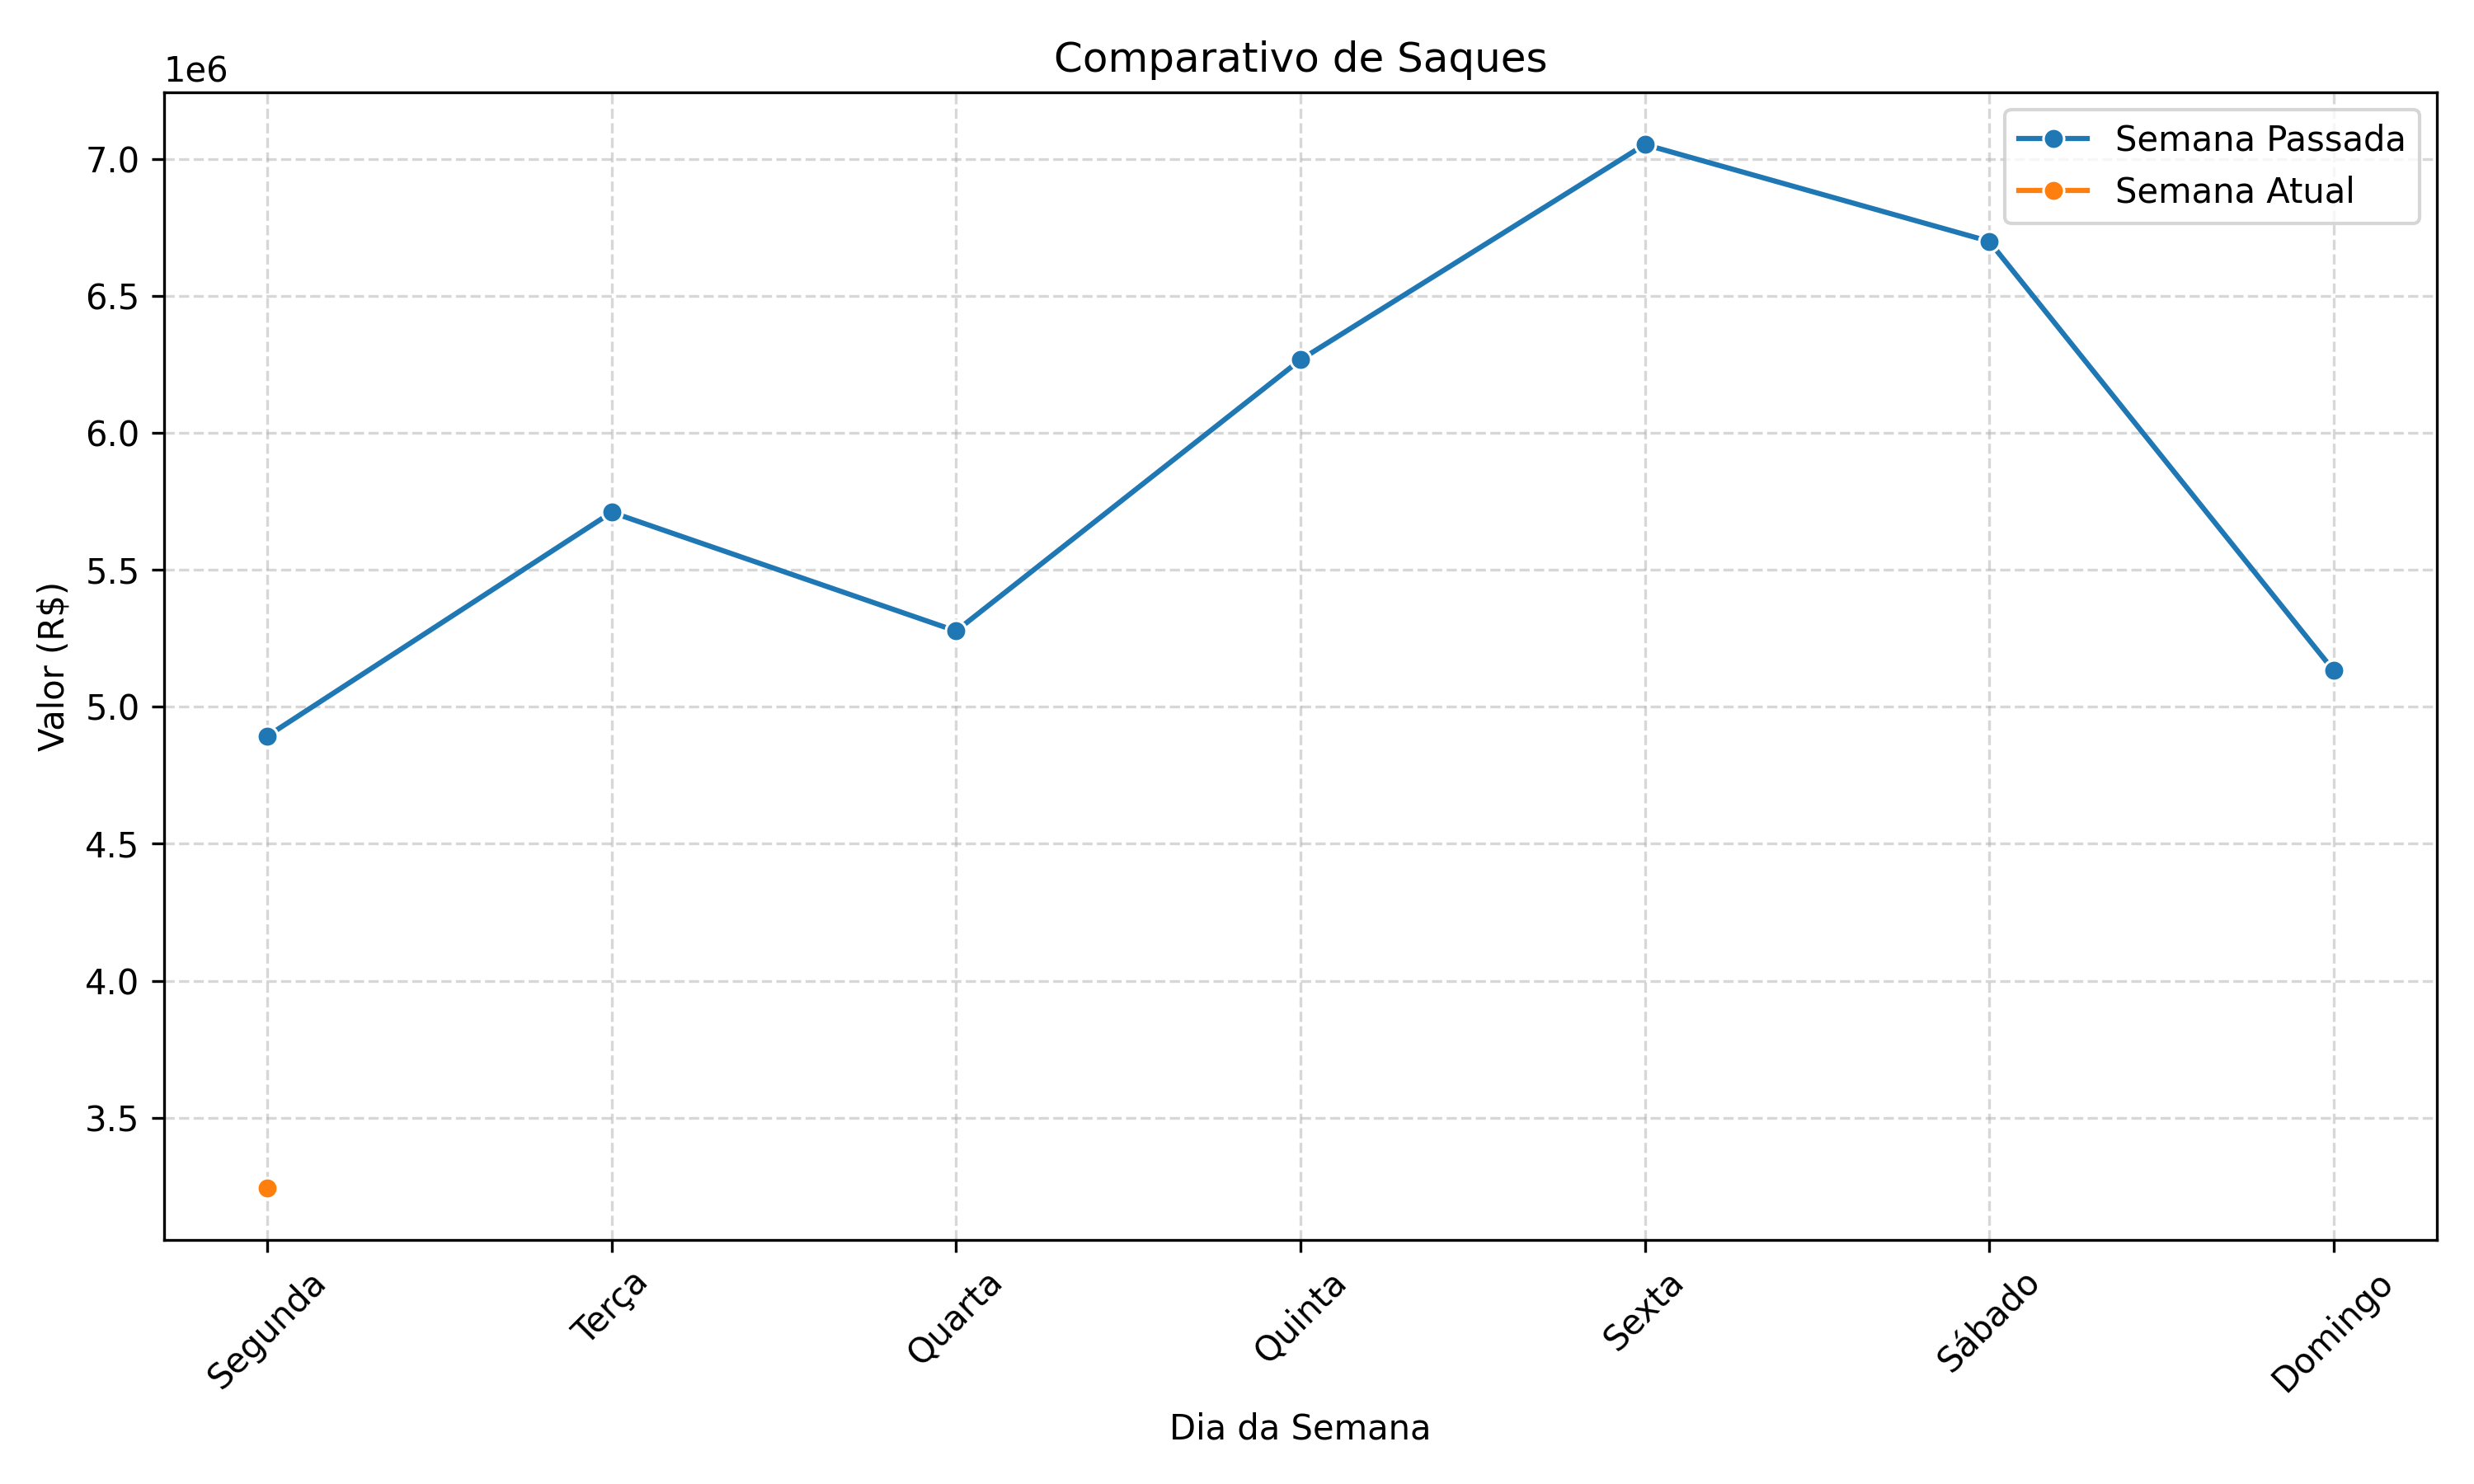 Comparativo de Saques
1e6
Semana Passada
Semana Atual
7.0
6.5
6.0
5.5
5.0
4.5
4.0
3.5
Valor (R$)
Segunda
Terça
Quarta
Quinta
Sexta
Sábado
Domingo
Dia da Semana